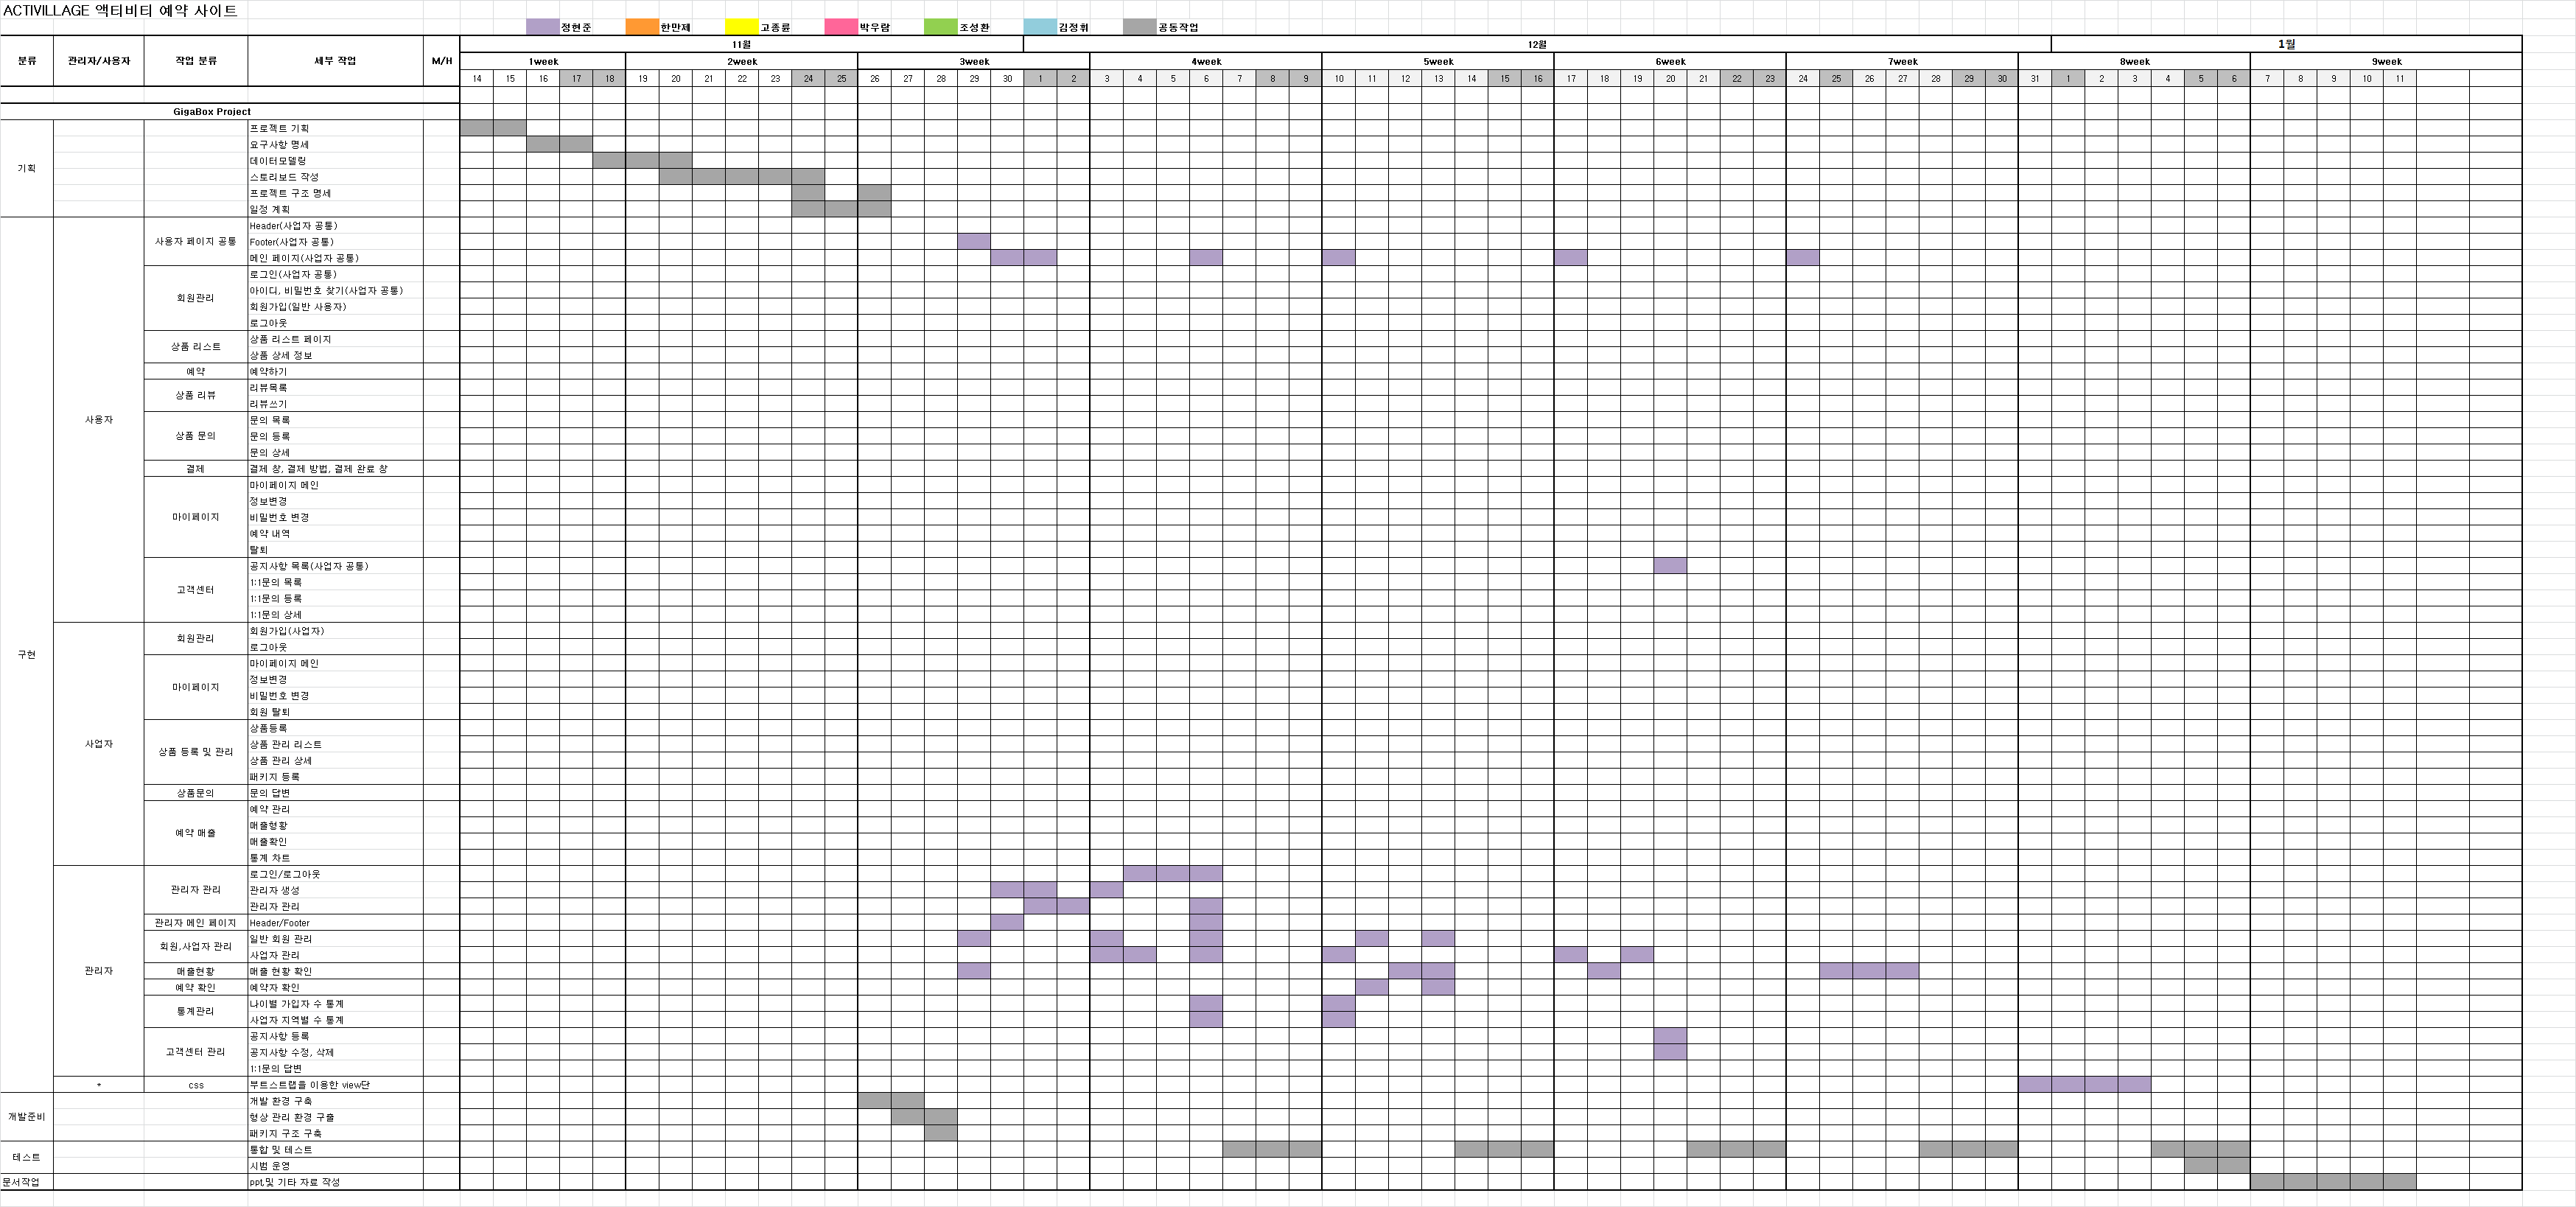 ACTIVILLAGE 액티비티 예약 사이트
정현준 한만제 고종륜 박우람 조성환 김정휘 공동작업
분류 관리자/사용자 작업 분류 세부 작업 M/H 11월 12월 1월
1week 2week 3week 4week 5week 6week 7week 8week 9week
14 15 16 17 18 19 20 21 22 23 24 25 26 27 28 29 30 1 2 3 4 5 6 7 8 9 10 11 12 13 14 15 16 17 18 19 20 21 22 23 24 25 26 27 28 29 30 31 1 2 3 4 5 6 7 8 9 10 11
GigaBox Project
기획 프로젝트 기획
요구사항 명세
데이터모델링
스토리보드 작성
프로젝트 구조 명세
일정 계획
구현 사용자 사용자 페이지 공통 Header(사업자 공통)
Footer(사업자 공통)
메인 페이지(사업자 공통)
회원관리 로그인(사업자 공통)
아이디, 비밀번호 찾기(사업자 공통)
회원가입(일반 사용자)
로그아웃
상품 리스트 상품 리스트 페이지
상품 상세 정보
예약 예약하기
상품 리뷰 리뷰목록
리뷰쓰기
상품 문의 문의 목록
문의 등록
문의 상세
결제 결제 창, 결제 방법, 결제 완료 창
마이페이지 마이페이지 메인
정보변경
비밀번호 변경
예약 내역
탈퇴
고객센터 공지사항 목록(사업자 공통)
1:1문의 목록
1:1문의 등록
1:1문의 상세
사업자 회원관리 회원가입(사업자)
로그아웃
마이페이지 마이페이지 메인
정보변경
비밀번호 변경
회원 탈퇴
상품 등록 및 관리 상품등록
상품 관리 리스트
상품 관리 상세
패키지 등록
상품문의 문의 답변
예약 매출 예약 관리
매출형황
매출확인
통계 차트
관리자 관리자 관리 로그인/로그아웃
관리자 생성
관리자 관리
관리자 메인 페이지 Header/Footer
회원,사업자 관리 일반 회원 관리
사업자 관리
매출현황 매출 현황 확인
예약 확인 예약자 확인
통계관리 나이별 가입자 수 통계
사업자 지역별 수 통계
고객센터 관리 공지사항 등록
공지사항 수정, 삭제
1:1문의 답변
* css 부트스트랩을 이용한 view단
개발준비 개발 환경 구축
형상 관리 환경 구출
패키지 구조 구축
테스트 통합 및 테스트
시범 운영
문서작업 ppt,및 기타 자료 작성